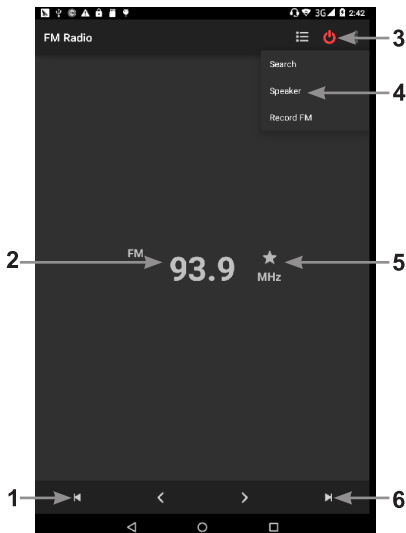 3G 2:42
FM Radio
3
Search
Speaker
4
Record FM
2
FM
93.9
MHz
5
1
6